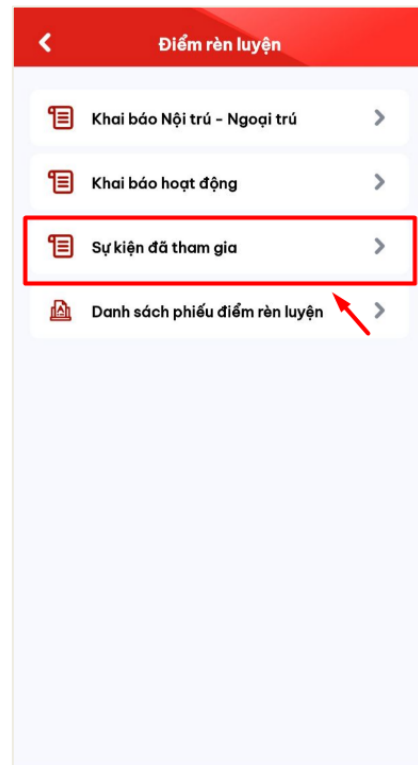 Điểm rèn luyện
Khai báo Nội trú - Ngoại trú
Khai báo hoạt động
Sự kiện đã tham gia
Danh sách phiếu điểm rèn luyện